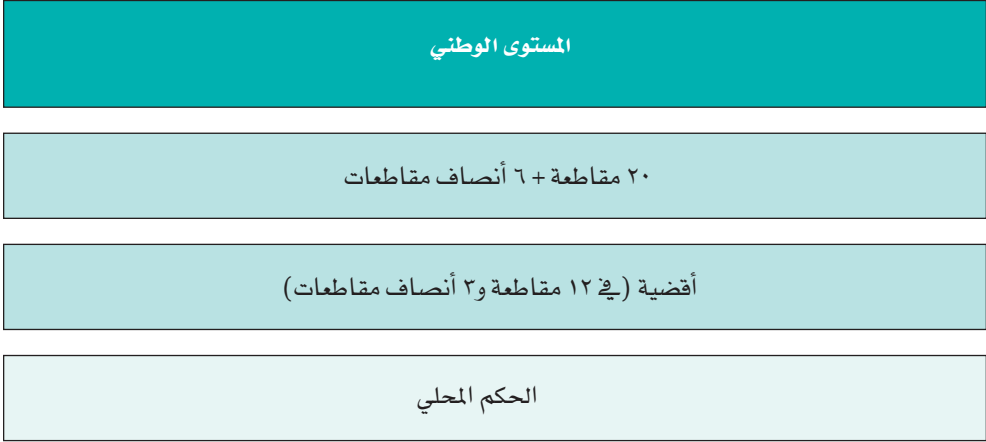 المستوى الوطني
٢٠ مقاطعة + ٦ أنصاف مقاطعات
أقضية (في ١٢ مقاطعة و٣ أنصاف مقاطعات)
الحكم المحلي